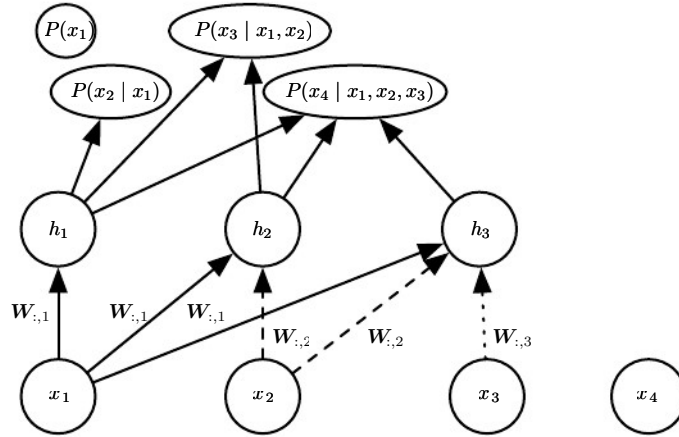 P(x₁) P(x₃ | x₁, x₂)
P(x₂ | x₁) P(x₄ | x₁, x₂, x₃)
h₁ h₂ h₃
W:,1 W:,1 W:,1 W:,2 W:,2 W:,3
x₁ x₂ x₃ x₄